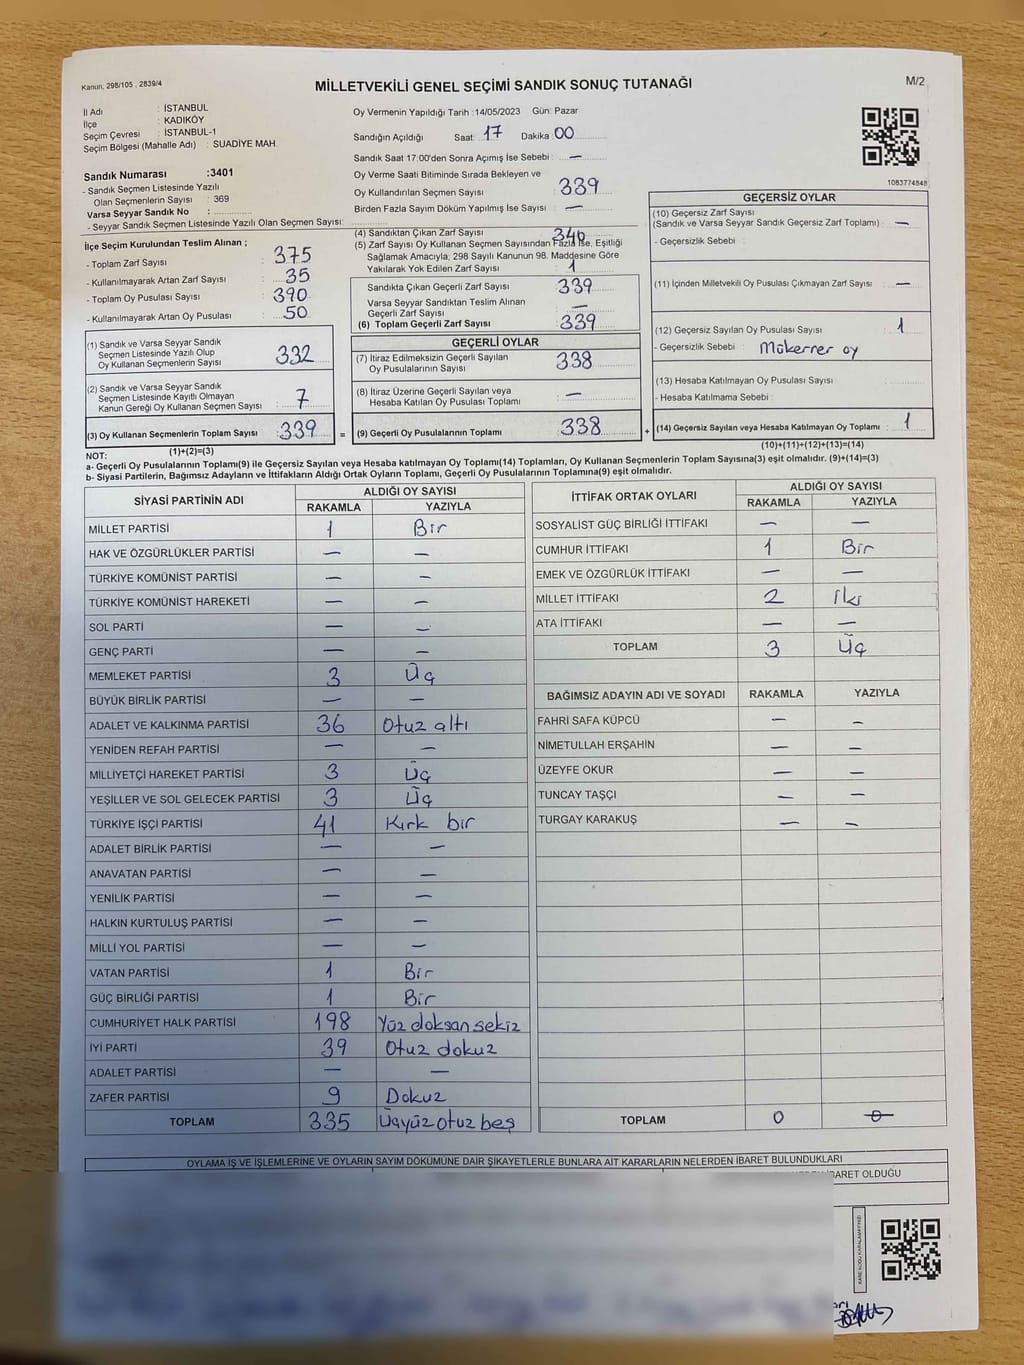 Kanun, 298/105 , 2839/4
MİLLETVEKİLİ GENEL SEÇİMİ SANDIK SONUÇ TUTANAĞI
M/2
İl Adı : İSTANBUL
İlçe : KADIKÖY
Seçim Çevresi : İSTANBUL-1
Seçim Bölgesi (Mahalle Adı) : SUADİYE MAH.
Sandık Numarası :3401
- Sandık Seçmen Listesinde Yazılı
Olan Seçmenlerin Sayısı : 369
Varsa Seyyar Sandık No :
- Seyyar Sandık Seçmen Listesinde Yazılı Olan Seçmen Sayısı:
Oy Vermenin Yapıldığı Tarih :14/05/2023 Gün: Pazar
Sandığın Açıldığı Saat: 17 Dakika 00
Sandık Saat 17:00'den Sonra Açımış İse Sebebi : —
Oy Verme Saati Bitiminde Sırada Bekleyen ve
Oy Kullandırılan Seçmen Sayısı 339
Birden Fazla Sayım Döküm Yapılmış İse Sayısı —
1083774848
İlçe Seçim Kurulundan Teslim Alınan ;
- Toplam Zarf Sayısı : 375
- Kullanılmayarak Artan Zarf Sayısı : 35
- Toplam Oy Pusulası Sayısı : 390
- Kullanılmayarak Artan Oy Pusulası : 50
(1) Sandık ve Varsa Seyyar Sandık
Seçmen Listesinde Yazılı Olup
Oy Kullanan Seçmenlerin Sayısı : 332
(2) Sandık ve Varsa Seyyar Sandık
Seçmen Listesinde Kayıtlı Olmayan
Kanun Gereği Oy Kullanan Seçmen Sayısı : 7
(3) Oy Kullanan Seçmenlerin Toplam Sayısı :339
(1)+(2)=(3)
(4) Sandıktan Çıkan Zarf Sayısı 340
(5) Zarf Sayısı Oy Kullanan Seçmen Sayısından Fazla İse, Eşitliği
Sağlamak Amacıyla; 298 Sayılı Kanunun 98. Maddesine Göre
Yakılarak Yok Edilen Zarf Sayısı : 1
Sandıkta Çıkan Geçerli Zarf Sayısı 339
Varsa Seyyar Sandıktan Teslim Alınan
Geçerli Zarf Sayısı —
(6) Toplam Geçerli Zarf Sayısı : 339
GEÇERLİ OYLAR
(7) İtiraz Edilmeksizin Geçerli Sayılan
Oy Pusulalarının Sayısı 338
(8) İtiraz Üzerine Geçerli Sayılan veya
Hesaba Katılan Oy Pusulası Toplamı —
= (9) Geçerli Oy Pusulalarının Toplamı 338
GEÇERSİZ OYLAR
(10) Geçersiz Zarf Sayısı
(Sandık ve Varsa Seyyar Sandık Geçersiz Zarf Toplamı) : —
- Geçersizlik Sebebi :
(11) İçinden Milletvekili Oy Pusulası Çıkmayan Zarf Sayısı : —
(12) Geçersiz Sayılan Oy Pusulası Sayısı : 1
- Geçersizlik Sebebi : Mükerrer oy
(13) Hesaba Katılmayan Oy Pusulası Sayısı :
- Hesaba Katılmama Sebebi :
+ (14) Geçersiz Sayılan veya Hesaba Katılmayan Oy Toplamı : 1
(10)+(11)+(12)+(13)=(14)
NOT:
a- Geçerli Oy Pusulalarının Toplamı(9) ile Geçersiz Sayılan veya Hesaba katılmayan Oy Toplamı(14) Toplamları, Oy Kullanan Seçmenlerin Toplam Sayısına(3) eşit olmalıdır. (9)+(14)=(3)
b- Siyasi Partilerin, Bağımsız Adayların ve İttifakların Aldığı Ortak Oyların Toplamı, Geçerli Oy Pusulalarının Toplamına(9) eşit olmalıdır.
SİYASİ PARTİNİN ADI ALDIĞI OY SAYISI
RAKAMLA YAZIYLA
MİLLET PARTİSİ 1 Bir
HAK VE ÖZGÜRLÜKLER PARTİSİ — —
TÜRKİYE KOMÜNİST PARTİSİ — —
TÜRKİYE KOMÜNİST HAREKETİ — —
SOL PARTİ — —
GENÇ PARTİ — —
MEMLEKET PARTİSİ 3 Üç
BÜYÜK BİRLİK PARTİSİ — —
ADALET VE KALKINMA PARTİSİ 36 Otuz altı
YENİDEN REFAH PARTİSİ — —
MİLLİYETÇİ HAREKET PARTİSİ 3 Üç
YEŞİLLER VE SOL GELECEK PARTİSİ 3 Üç
TÜRKİYE İŞÇİ PARTİSİ 41 Kırk bir
ADALET BİRLİK PARTİSİ — —
ANAVATAN PARTİSİ — —
YENİLİK PARTİSİ — —
HALKIN KURTULUŞ PARTİSİ — —
MİLLİ YOL PARTİSİ — —
VATAN PARTİSİ 1 Bir
GÜÇ BİRLİĞİ PARTİSİ 1 Bir
CUMHURİYET HALK PARTİSİ 198 Yüz doksan sekiz
İYİ PARTİ 39 Otuz dokuz
ADALET PARTİSİ — —
ZAFER PARTİSİ 9 Dokuz
TOPLAM 335 Üçyüz otuz beş
İTTİFAK ORTAK OYLARI ALDIĞI OY SAYISI
RAKAMLA YAZIYLA
SOSYALİST GÜÇ BİRLİĞİ İTTİFAKI — —
CUMHUR İTTİFAKI 1 Bir
EMEK VE ÖZGÜRLÜK İTTİFAKI — —
MİLLET İTTİFAKI 2 İki
ATA İTTİFAKI — —
TOPLAM 3 Üç
BAĞIMSIZ ADAYIN ADI VE SOYADI RAKAMLA YAZIYLA
FAHRİ SAFA KÜPCÜ — —
NİMETULLAH ERŞAHİN — —
ÜZEYFE OKUR — —
TUNCAY TAŞÇI — —
TURGAY KARAKUŞ — —
TOPLAM 0 0
OYLAMA İŞ VE İŞLEMLERİNE VE OYLARIN SAYIM DÖKÜMÜNE DAİR ŞİKAYETLERLE BUNLARA AİT KARARLARIN NELERDEN İBARET BULUNDUKLARI
İBARET OLDUĞU
KARE KODU KARALAMAYINIZ!